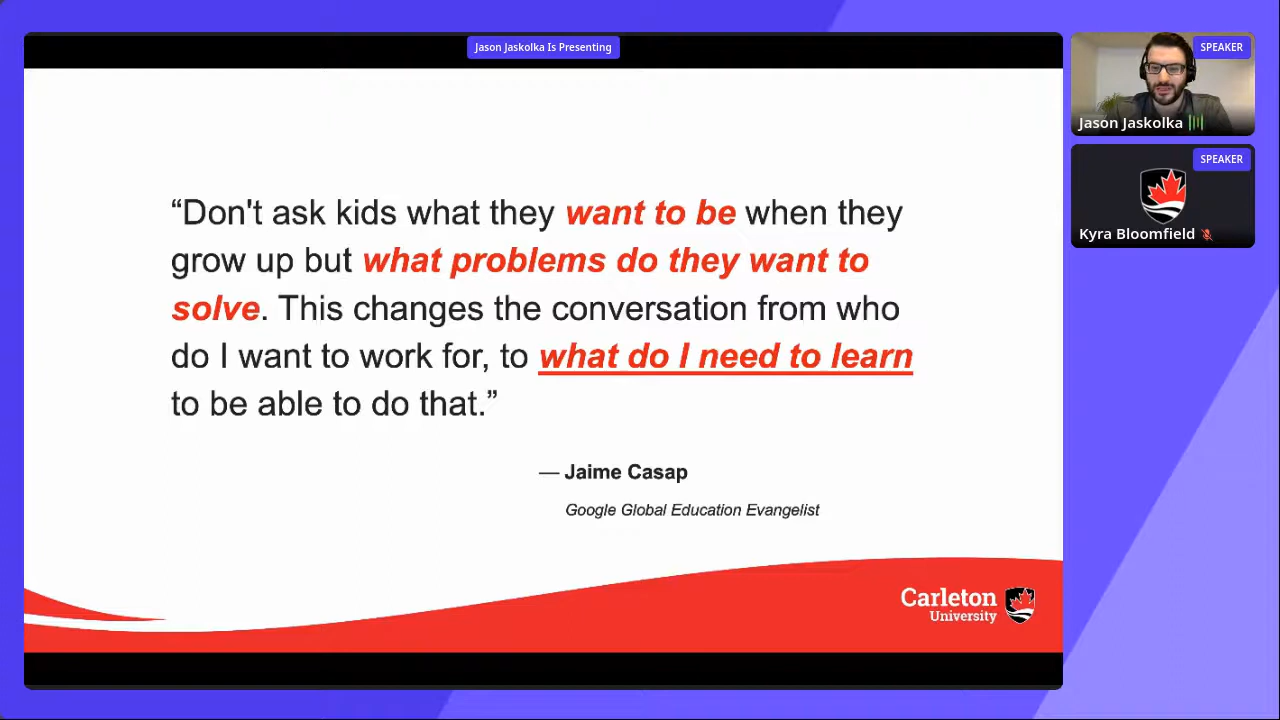 Jason Jaskolka Is Presenting
“Don't ask kids what they want to be when they
grow up but what problems do they want to
solve. This changes the conversation from who
do I want to work for, to what do I need to learn
to be able to do that.”
— Jaime Casap
Google Global Education Evangelist
Carleton
University
SPEAKER
Jason Jaskolka
SPEAKER
Kyra Bloomfield